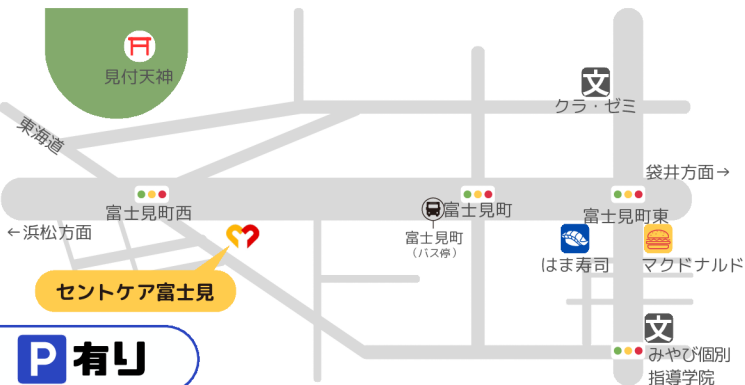 見付天神
文
クラ・ゼミ
東海道
袋井方面→
富士見町西
富士見町
富士見町東
←浜松方面
富士見町
（バス停）
はま寿司
マクドナルド
セントケア富士見
文
みやび個別
指導学院
P 有り